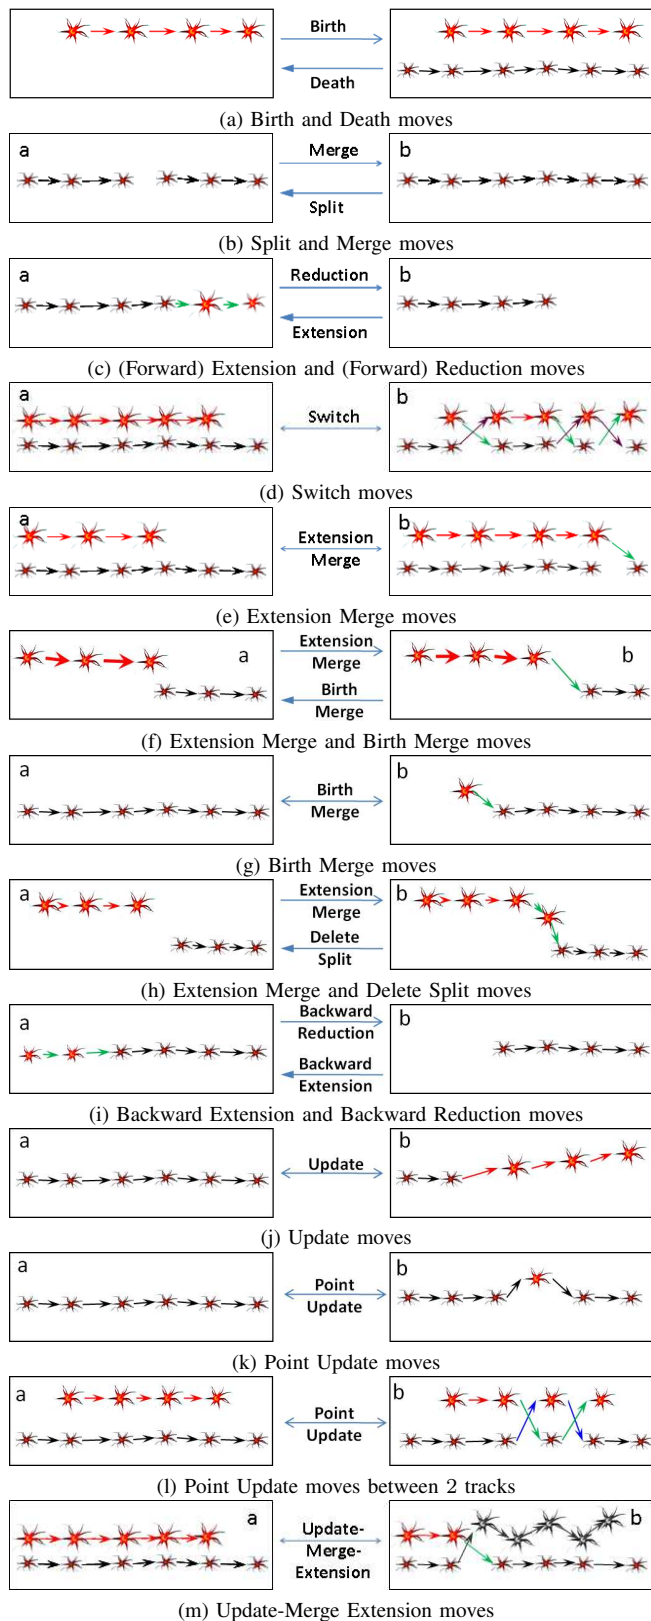 Birth
Death
(a) Birth and Death moves
a
Merge
b
Split
(b) Split and Merge moves
a
Reduction
b
Extension
(c) (Forward) Extension and (Forward) Reduction moves
a
Switch
b
(d) Switch moves
a
Extension
Merge
b
(e) Extension Merge moves
a
Extension
Merge
b
Birth
Merge
(f) Extension Merge and Birth Merge moves
a
Birth
Merge
b
(g) Birth Merge moves
a
Extension
Merge
b
Delete
Split
(h) Extension Merge and Delete Split moves
a
Backward
Reduction
b
Backward
Extension
(i) Backward Extension and Backward Reduction moves
a
Update
b
(j) Update moves
a
Point
Update
b
(k) Point Update moves
a
Point
Update
b
(l) Point Update moves between 2 tracks
a
Update-
Merge-
Extension
b
(m) Update-Merge Extension moves